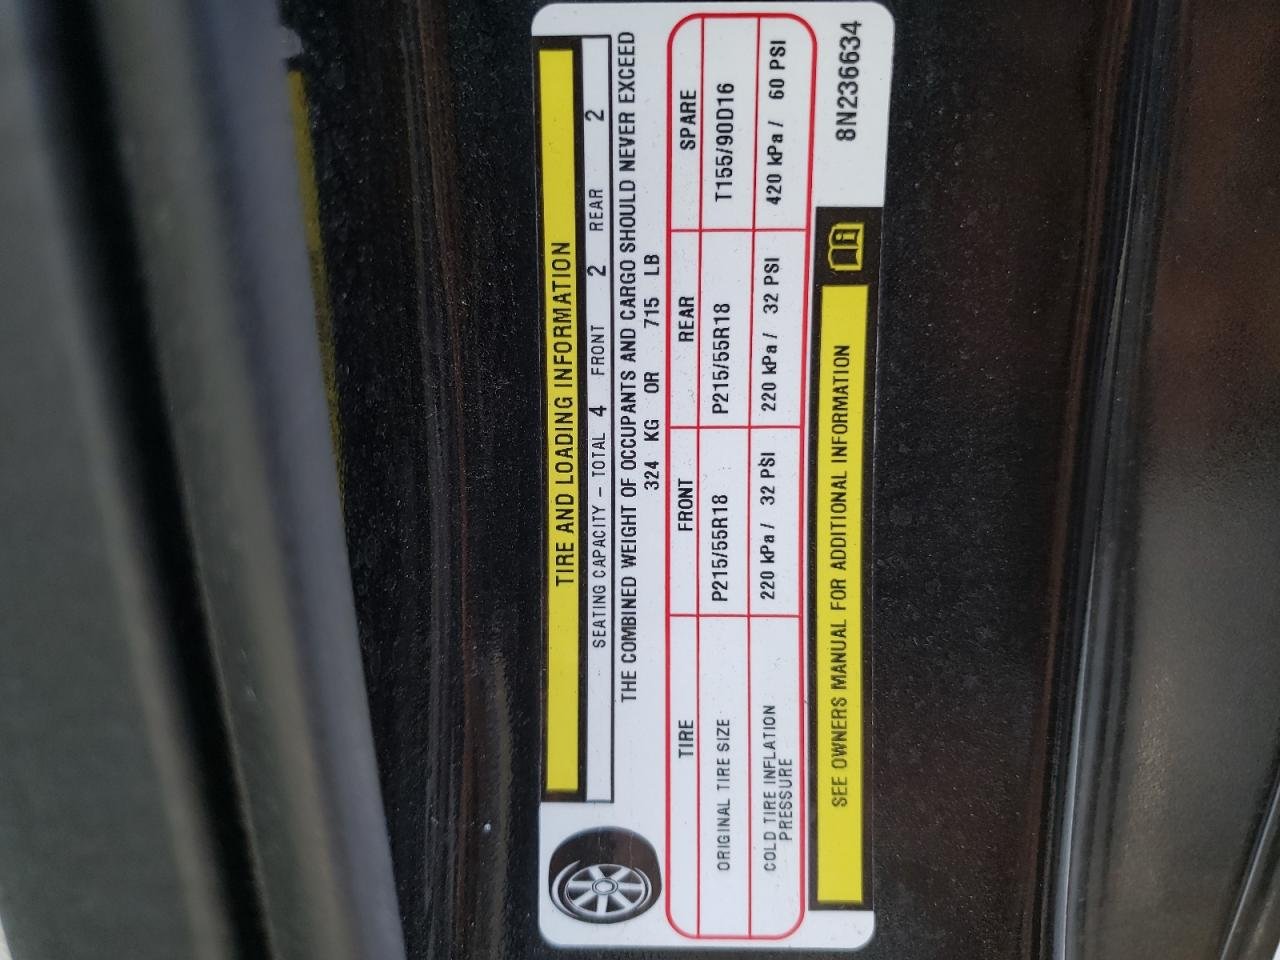 TIRE AND LOADING INFORMATION
SEATING CAPACITY – TOTAL 4 FRONT 2 REAR 2
THE COMBINED WEIGHT OF OCCUPANTS AND CARGO SHOULD NEVER EXCEED
324 KG OR 715 LB
TIRE FRONT REAR SPARE
ORIGINAL TIRE SIZE P215/55R18 P215/55R18 T155/90D16
COLD TIRE INFLATION PRESSURE 220 kPa / 32 PSI 220 kPa / 32 PSI 420 kPa / 60 PSI
SEE OWNERS MANUAL FOR ADDITIONAL INFORMATION
8N236634